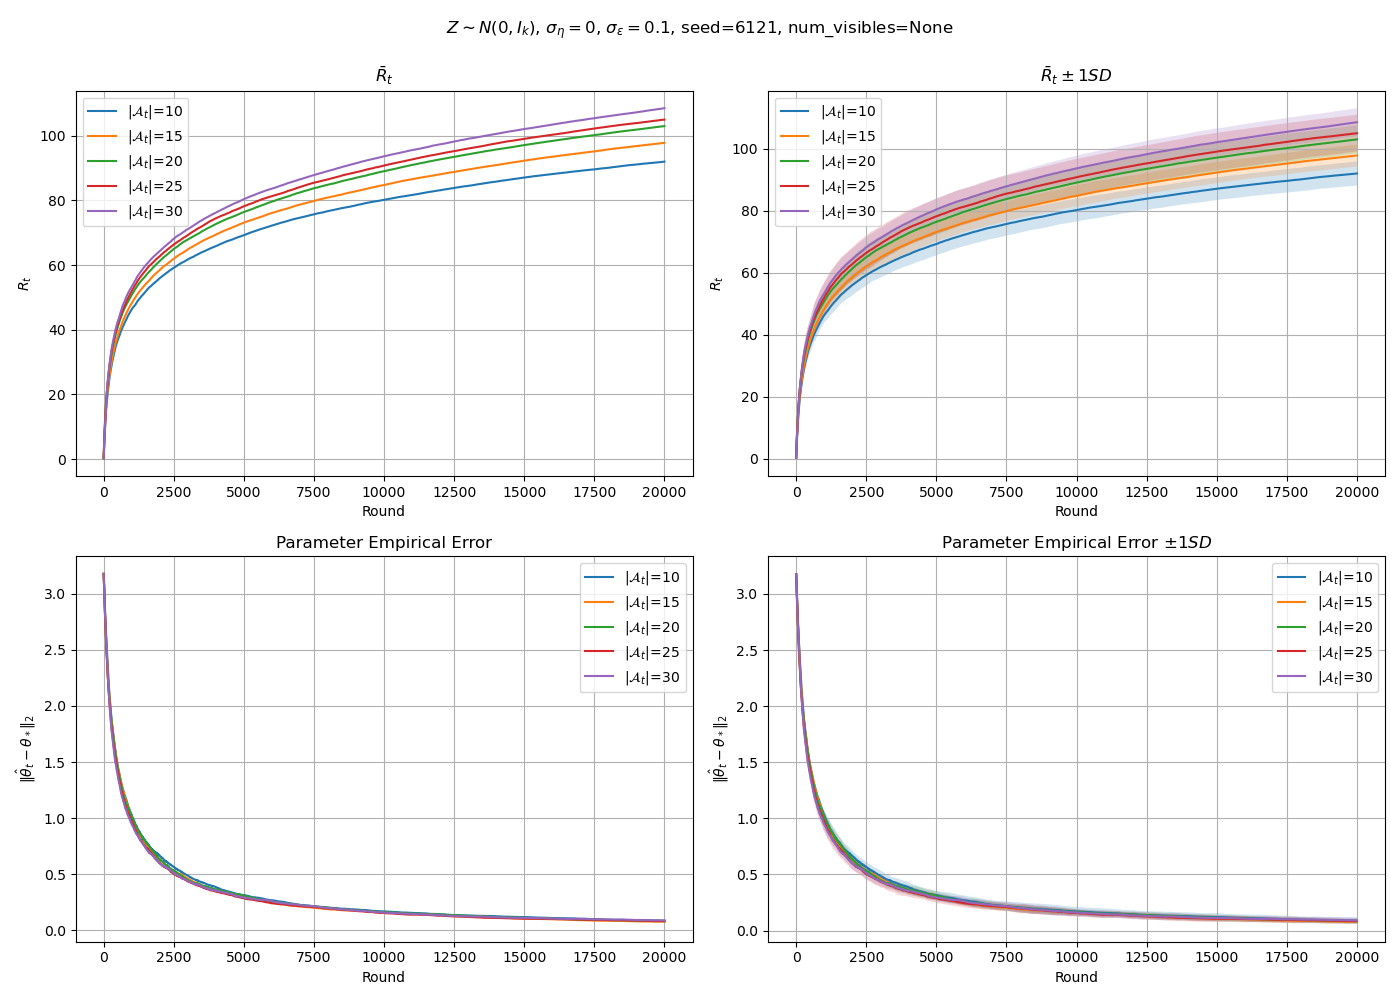 Z ∼ N(0, I_k), σ_η = 0, σ_ε = 0.1, seed=6121, num_visibles=None
R̄_t
R_t
100
80
60
40
20
0
|𝒜_t|=10
|𝒜_t|=15
|𝒜_t|=20
|𝒜_t|=25
|𝒜_t|=30
0 2500 5000 7500 10000 12500 15000 17500 20000
Round
R̄_t ± 1SD
R_t
100
80
60
40
20
0
|𝒜_t|=10
|𝒜_t|=15
|𝒜_t|=20
|𝒜_t|=25
|𝒜_t|=30
0 2500 5000 7500 10000 12500 15000 17500 20000
Round
Parameter Empirical Error
‖θ̂_t − θ_*‖₂
3.0
2.5
2.0
1.5
1.0
0.5
0.0
|𝒜_t|=10
|𝒜_t|=15
|𝒜_t|=20
|𝒜_t|=25
|𝒜_t|=30
0 2500 5000 7500 10000 12500 15000 17500 20000
Round
Parameter Empirical Error ±1SD
‖θ̂_t − θ_*‖₂
3.0
2.5
2.0
1.5
1.0
0.5
0.0
|𝒜_t|=10
|𝒜_t|=15
|𝒜_t|=20
|𝒜_t|=25
|𝒜_t|=30
0 2500 5000 7500 10000 12500 15000 17500 20000
Round